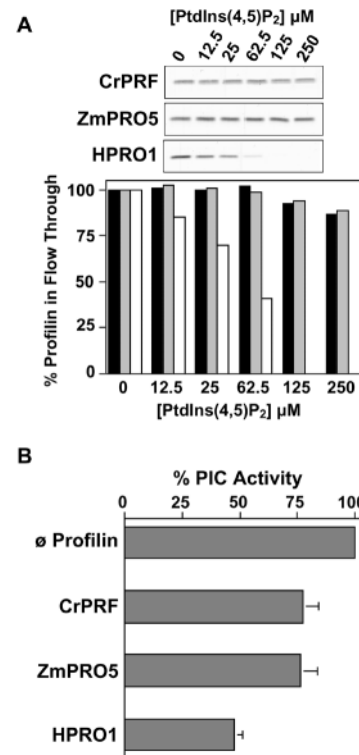 A
[PtdIns(4,5)P₂] µM
0 12.5 25 62.5 125 250
CrPRF
ZmPRO5
HPRO1
% Profilin in Flow Through
100
75
50
25
0
0 12.5 25 62.5 125 250
[PtdIns(4,5)P₂] µM
B
% PIC Activity
0 25 50 75 100
ø Profilin
CrPRF
ZmPRO5
HPRO1